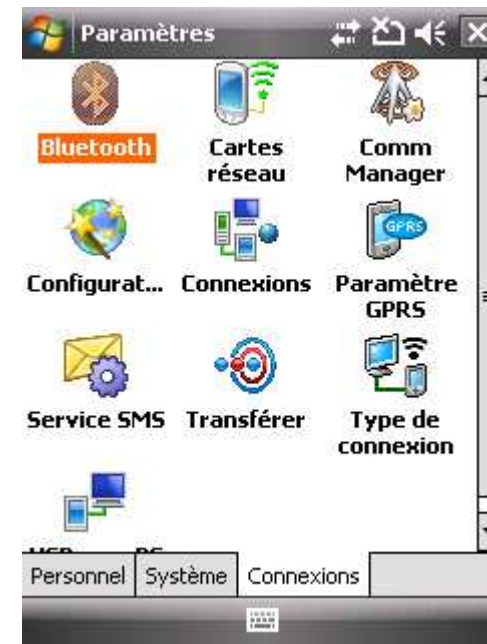 Paramètres
Bluetooth
Cartes
réseau
Comm
Manager
Configurat...
Connexions
Paramètre
GPRS
GPRS
Service SMS
Transférer
Type de
connexion
Personnel
Système
Connexions